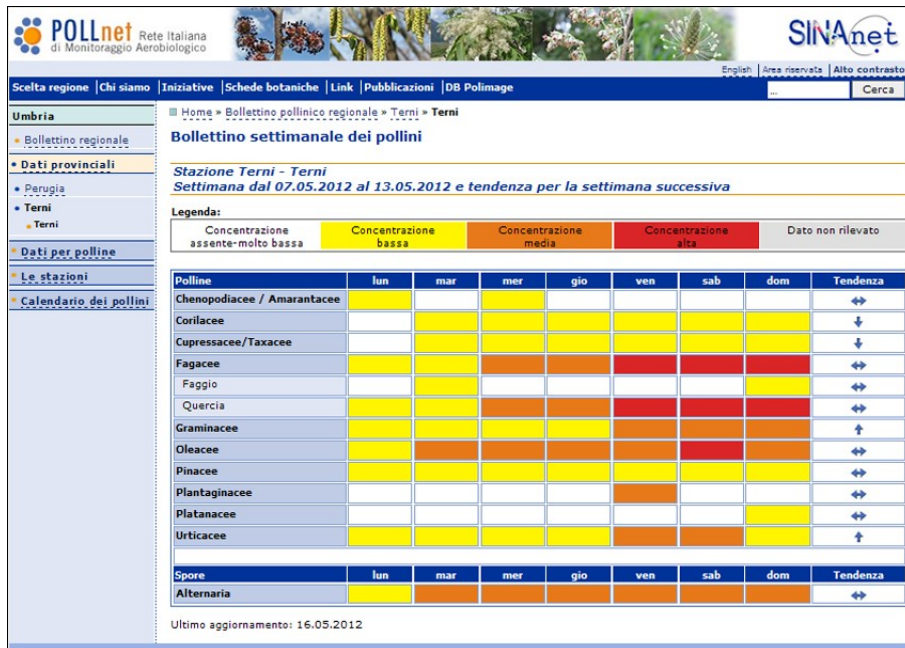 POLLnet Rete Italiana
di Monitoraggio Aerobiologico
SINAnet
English | Area riservata | Alto contrasto
Scelta regione | Chi siamo | Iniziative | Schede botaniche | Link | Pubblicazioni | DB Polimage
... Cerca
Umbria
Bollettino regionale
Dati provinciali
Perugia
Terni
Terni
Dati per polline
Le stazioni
Calendario dei pollini
Home » Bollettino pollinico regionale » Terni » Terni
Bollettino settimanale dei pollini
Stazione Terni - Terni
Settimana dal 07.05.2012 al 13.05.2012 e tendenza per la settimana successiva
Legenda:
Concentrazione
assente-molto bassa
Concentrazione
bassa
Concentrazione
media
Concentrazione
alta
Dato non rilevato
Polline lun mar mer gio ven sab dom Tendenza
Chenopodiacee / Amarantacee
Corilacee
Cupressacee/Taxacee
Fagacee
Faggio
Quercia
Graminacee
Oleacee
Pinacee
Plantaginacee
Platanacee
Urticacee
Spore lun mar mer gio ven sab dom Tendenza
Alternaria
Ultimo aggiornamento: 16.05.2012